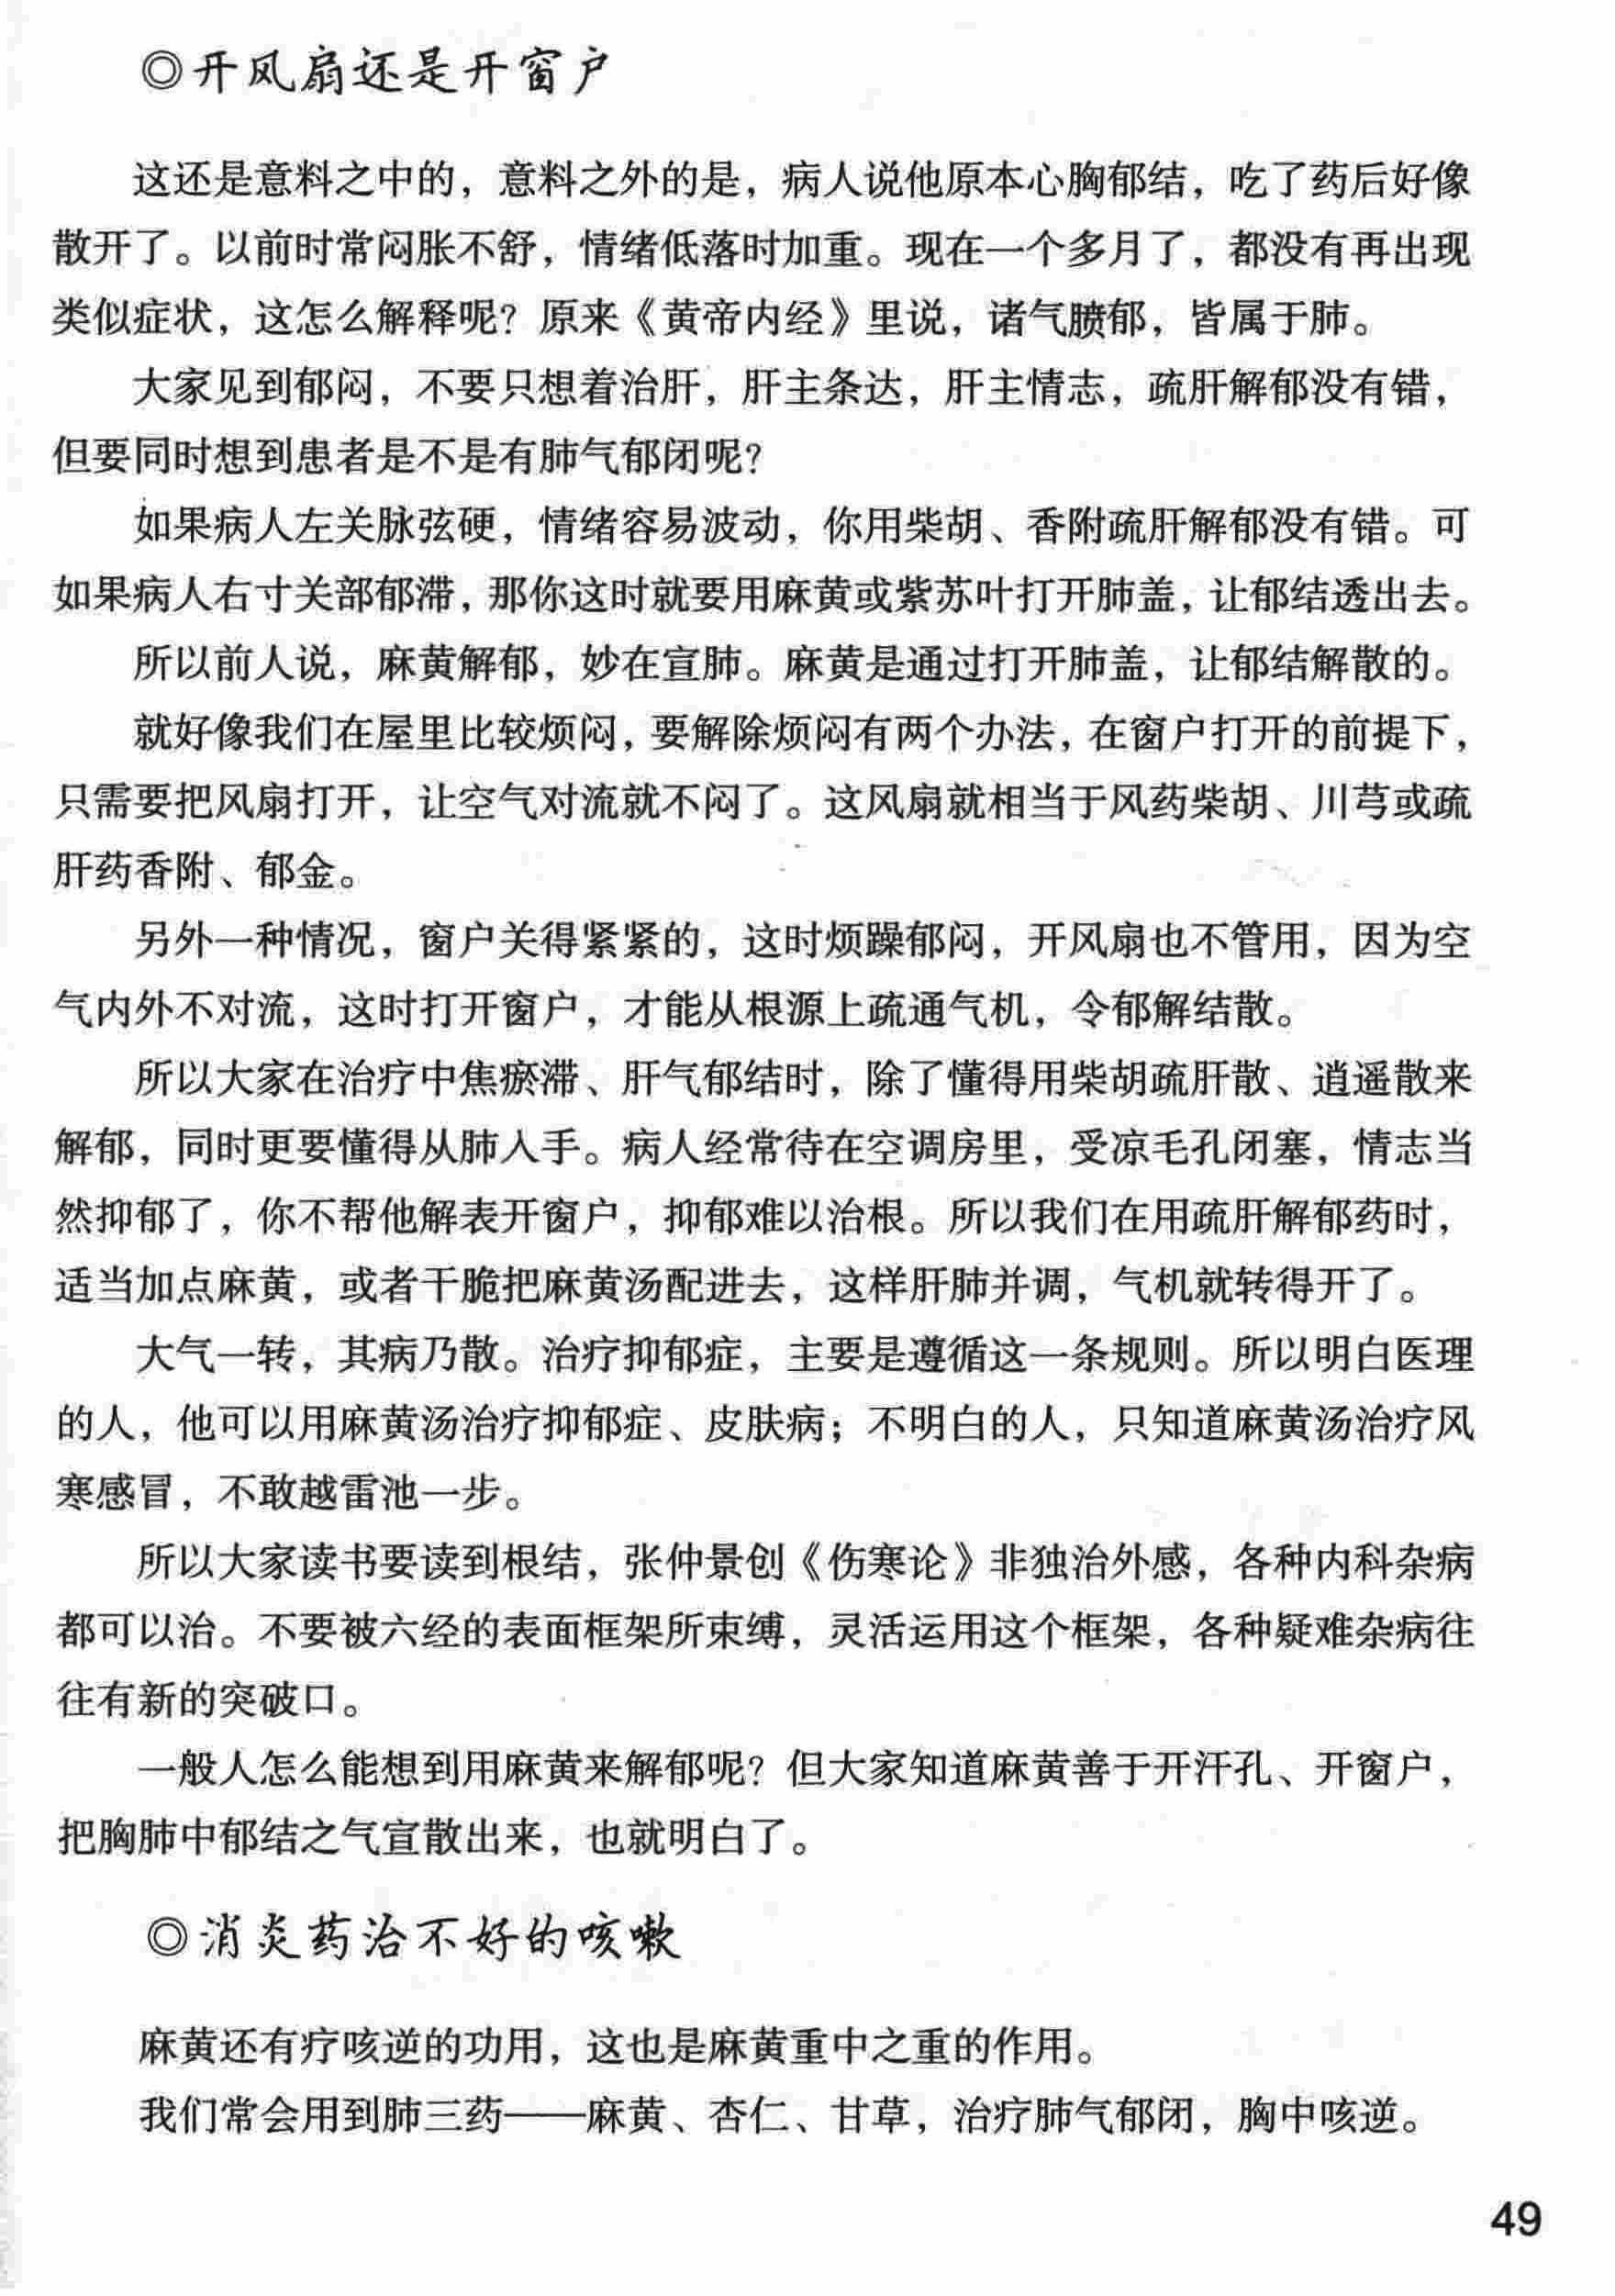 ◎开风扇还是开窗户
这还是意料之中的，意料之外的是，病人说他原本心胸郁结，吃了药后好像
散开了。以前时常闷胀不舒，情绪低落时加重。现在一个多月了，都没有再出现
类似症状，这怎么解释呢？原来《黄帝内经》里说，诸气膹郁，皆属于肺。
大家见到郁闷，不要只想着治肝，肝主条达，肝主情志，疏肝解郁没有错，
但要同时想到患者是不是有肺气郁闭呢？
如果病人左关脉弦硬，情绪容易波动，你用柴胡、香附疏肝解郁没有错。可
如果病人右寸关部郁滞，那你这时就要用麻黄或紫苏叶打开肺盖，让郁结透出去。
所以前人说，麻黄解郁，妙在宣肺。麻黄是通过打开肺盖，让郁结解散的。
就好像我们在屋里比较烦闷，要解除烦闷有两个办法，在窗户打开的前提下，
只需要把风扇打开，让空气对流就不闷了。这风扇就相当于风药柴胡、川芎或疏
肝药香附、郁金。
另外一种情况，窗户关得紧紧的，这时烦躁郁闷，开风扇也不管用，因为空
气内外不对流，这时打开窗户，才能从根源上疏通气机，令郁解结散。
所以大家在治疗中焦瘀滞、肝气郁结时，除了懂得用柴胡疏肝散、逍遥散来
解郁，同时更要懂得从肺入手。病人经常待在空调房里，受凉毛孔闭塞，情志当
然抑郁了，你不帮他解表开窗户，抑郁难以治根。所以我们在用疏肝解郁药时，
适当加点麻黄，或者干脆把麻黄汤配进去，这样肝肺并调，气机就转得开了。
大气一转，其病乃散。治疗抑郁症，主要是遵循这一条规则。所以明白医理
的人，他可以用麻黄汤治疗抑郁症、皮肤病；不明白的人，只知道麻黄汤治疗风
寒感冒，不敢越雷池一步。
所以大家读书要读到根结，张仲景创《伤寒论》非独治外感，各种内科杂病
都可以治。不要被六经的表面框架所束缚，灵活运用这个框架，各种疑难杂病往
往有新的突破口。
一般人怎么能想到用麻黄来解郁呢？但大家知道麻黄善于开汗孔、开窗户，
把胸肺中郁结之气宣散出来，也就明白了。
◎消炎药治不好的咳嗽
麻黄还有疗咳逆的功用，这也是麻黄重中之重的作用。
我们常会用到肺三药——麻黄、杏仁、甘草，治疗肺气郁闭，胸中咳逆。
49